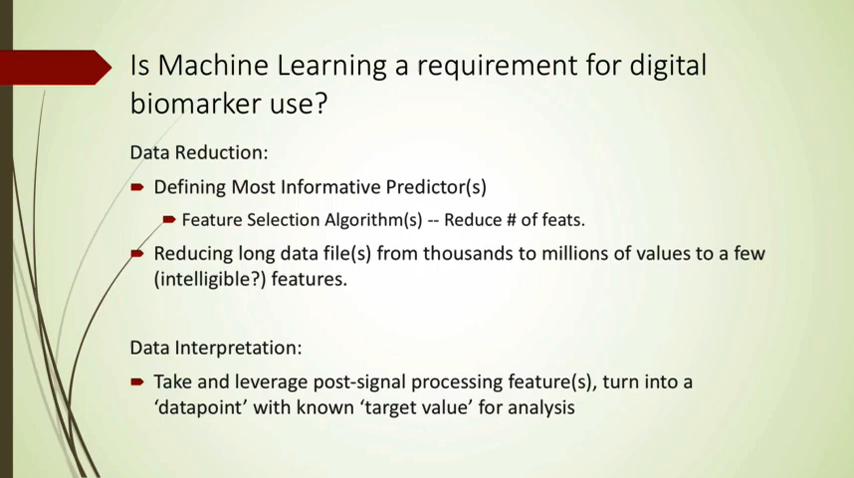 Is Machine Learning a requirement for digital
biomarker use?
Data Reduction:
Defining Most Informative Predictor(s)
Feature Selection Algorithm(s) -- Reduce # of feats.
Reducing long data file(s) from thousands to millions of values to a few
(intelligible?) features.
Data Interpretation:
Take and leverage post-signal processing feature(s), turn into a
‘datapoint’ with known ‘target value’ for analysis